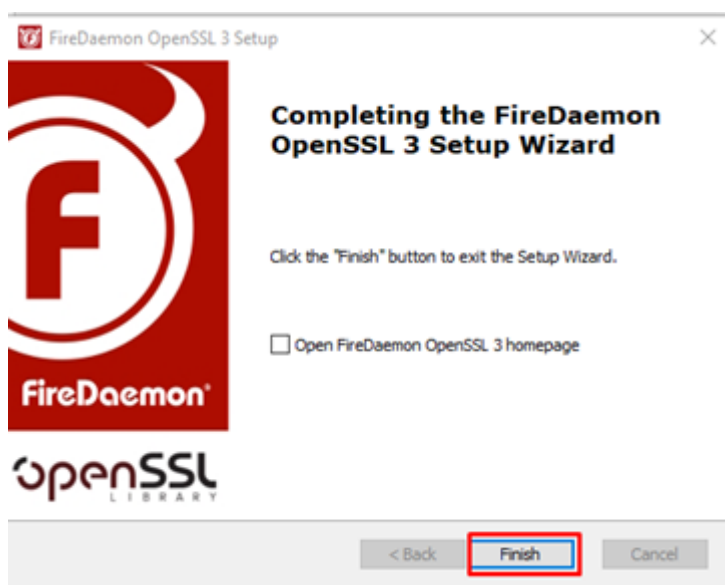 FireDaemon OpenSSL 3 Setup
Completing the FireDaemon
OpenSSL 3 Setup Wizard
Click the "Finish" button to exit the Setup Wizard.
Open FireDaemon OpenSSL 3 homepage
f
FireDaemon®
OpenSSL
LIBRARY
< Back
Finish
Cancel